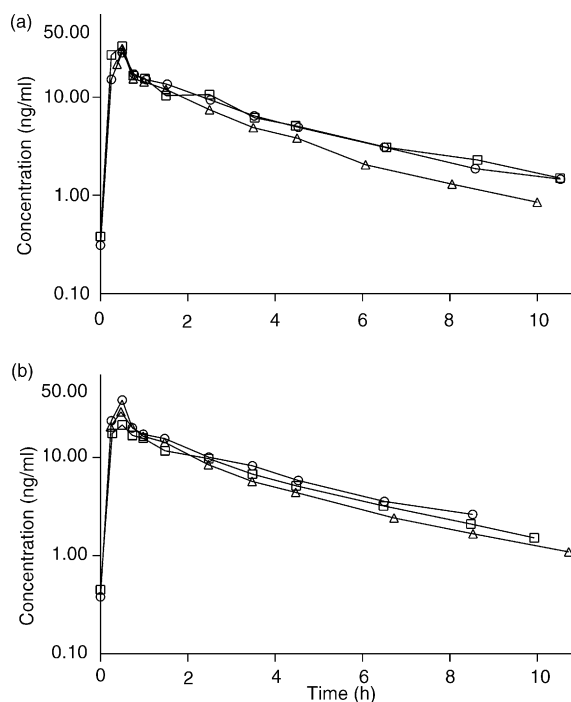 (a)
50.00
10.00
1.00
0.10
Concentration (ng/ml)
0 2 4 6 8 10
Time (h)
(b)
50.00
10.00
1.00
0.10
Concentration (ng/ml)
0 2 4 6 8 10
Time (h)